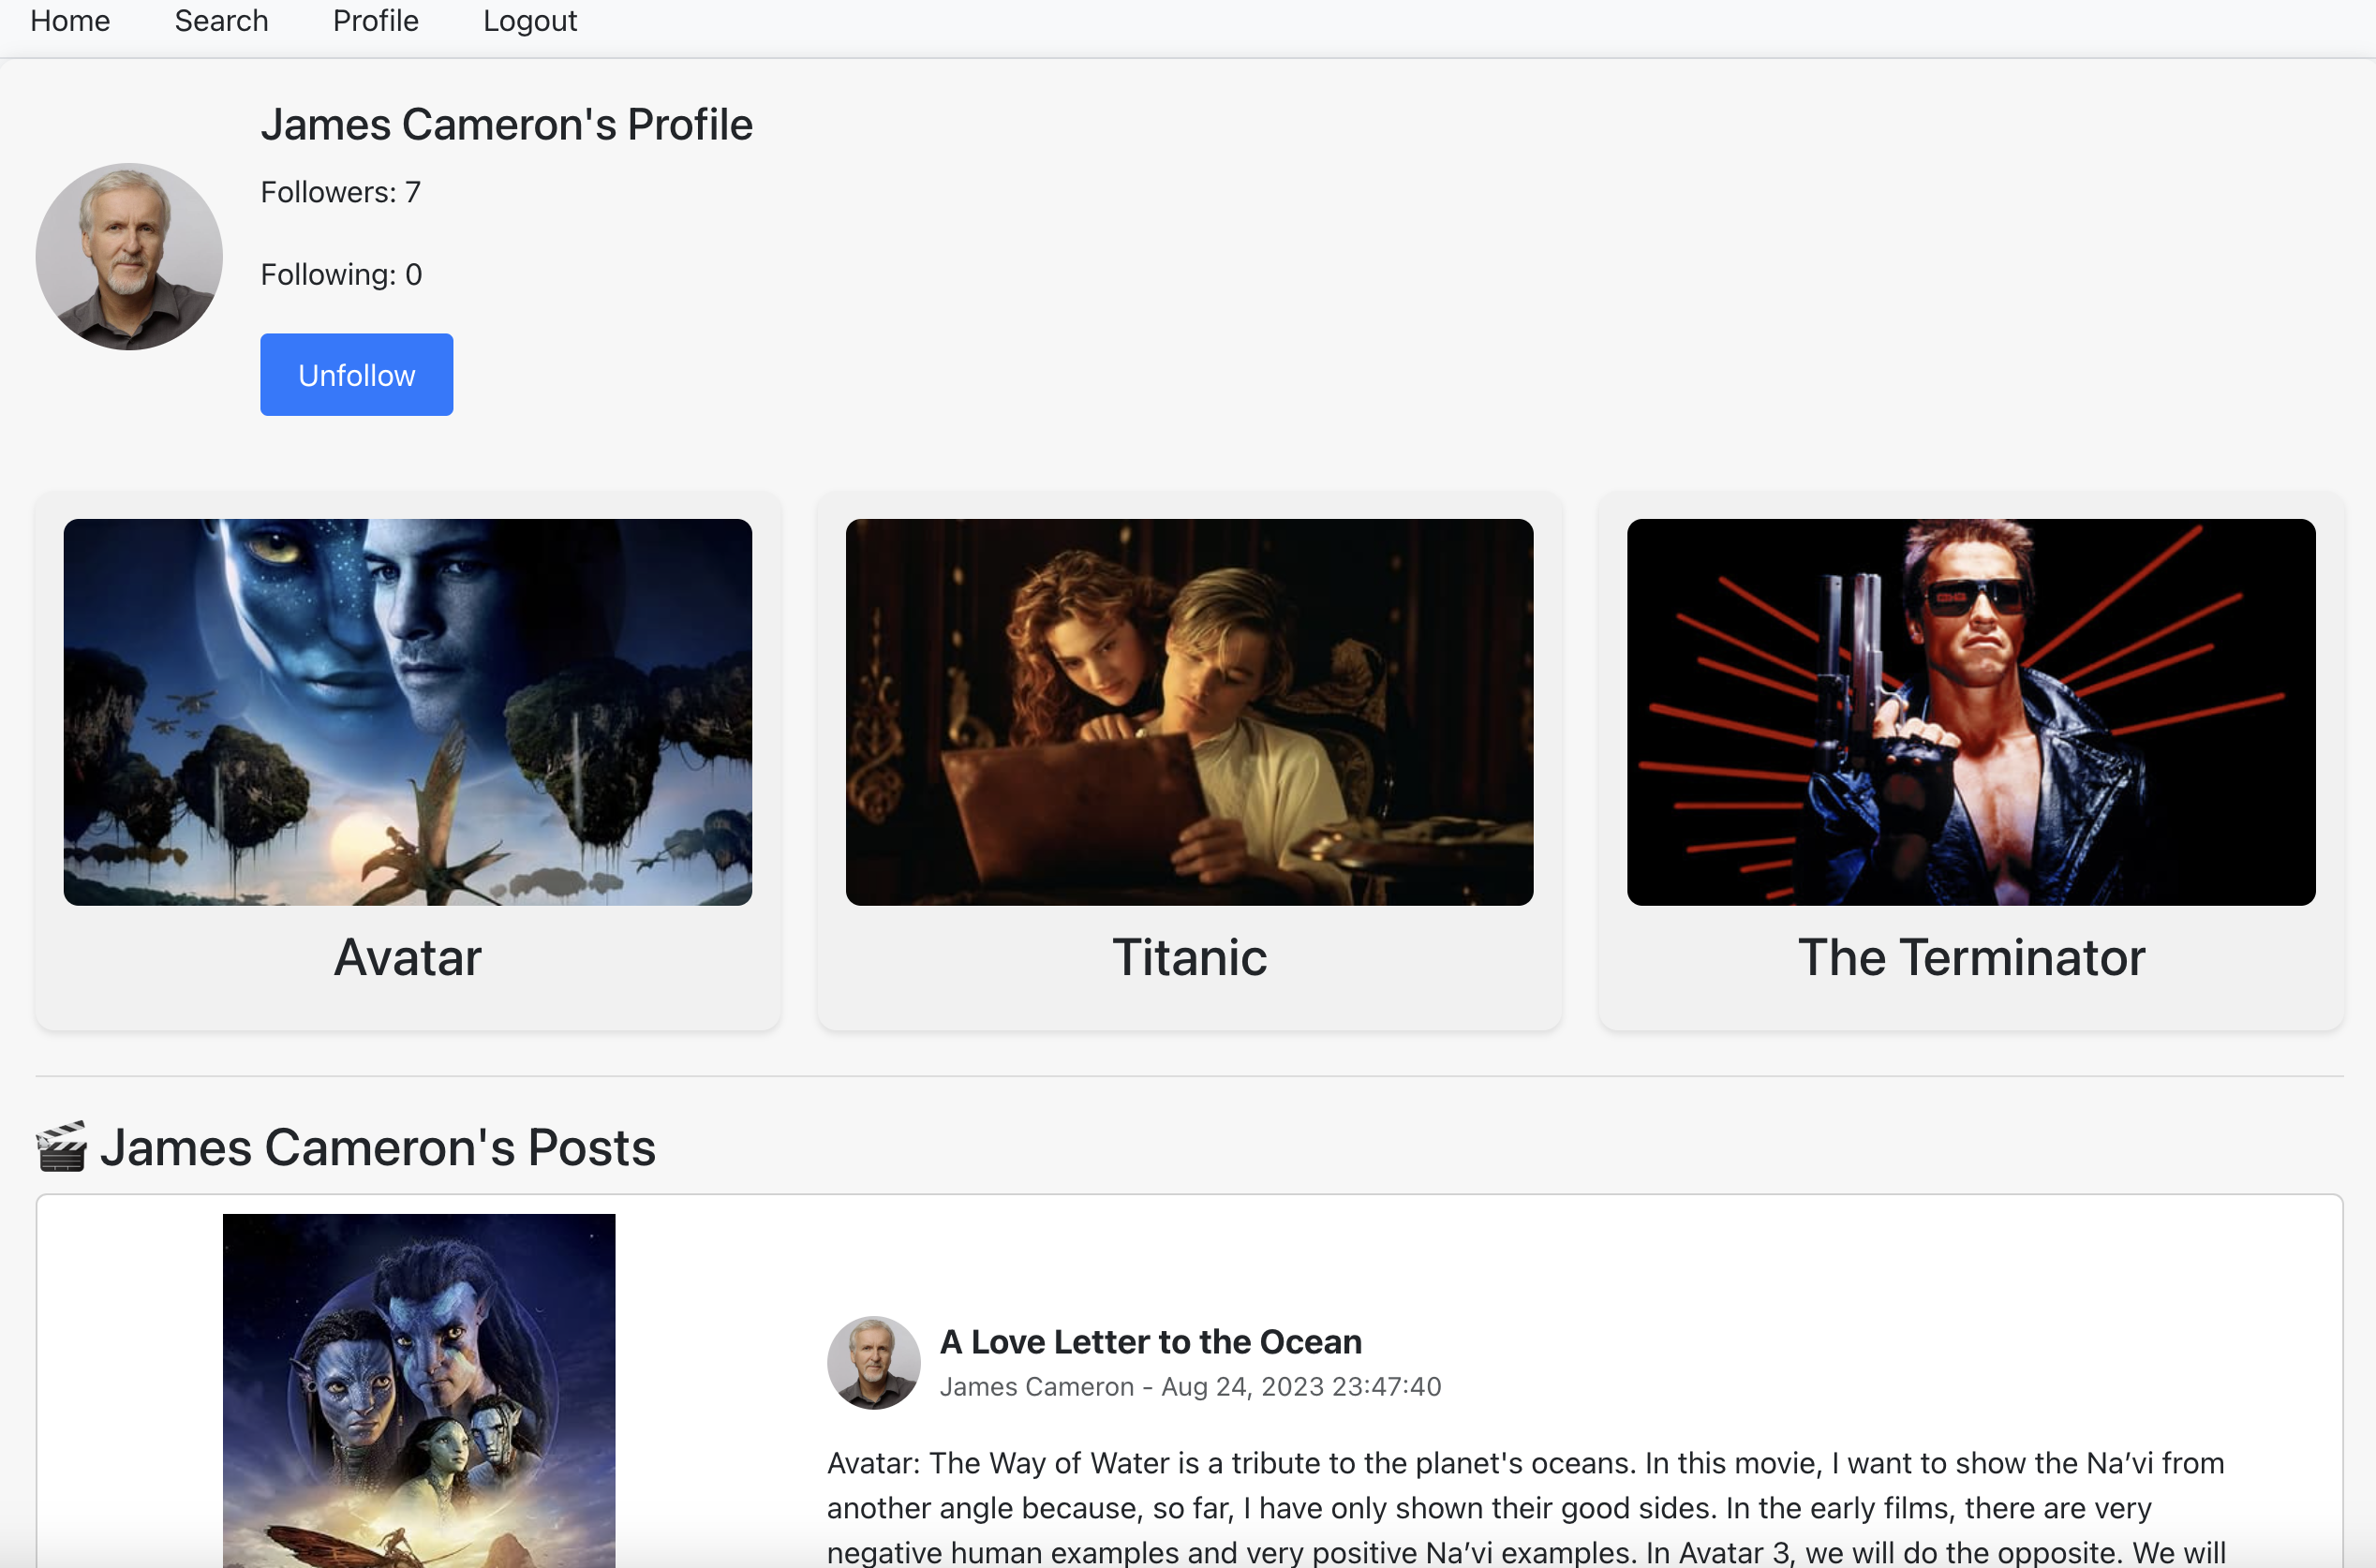 Home Search Profile Logout
James Cameron's Profile
Followers: 7
Following: 0
Unfollow
Avatar
Titanic
The Terminator
🎬 James Cameron's Posts
A Love Letter to the Ocean
James Cameron - Aug 24, 2023 23:47:40
Avatar: The Way of Water is a tribute to the planet's oceans. In this movie, I want to show the Na’vi from
another angle because, so far, I have only shown their good sides. In the early films, there are very
negative human examples and very positive Na’vi examples. In Avatar 3, we will do the opposite. We will